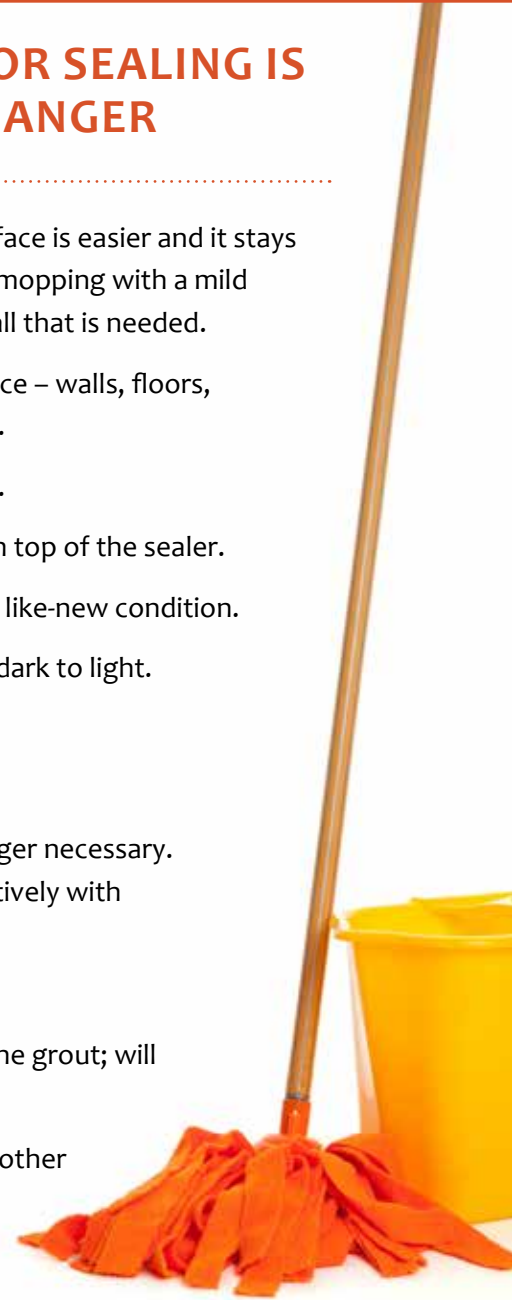 OR SEALING IS
ANGER
face is easier and it stays
mopping with a mild
all that is needed.
ce – walls, floors,
.
.
n top of the sealer.
like-new condition.
dark to light.
ger necessary.
tively with
he grout; will
other